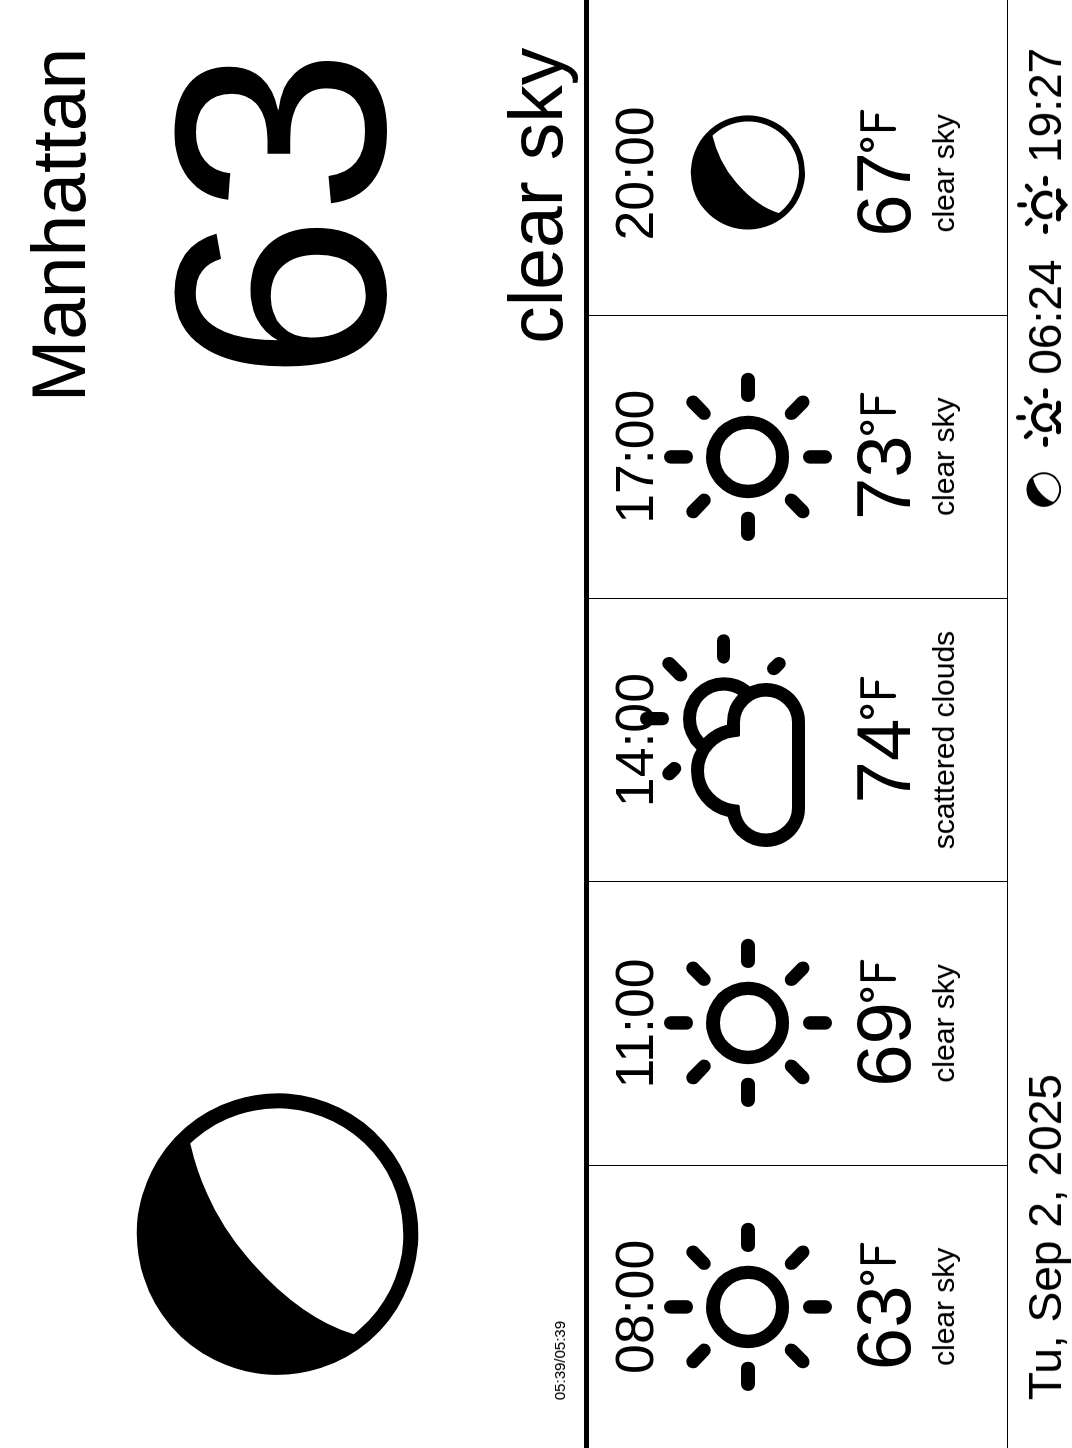 Manhattan
63
clear sky
05:39/05:39
08:00
63°F
clear sky
11:00
69°F
clear sky
14:00
74°F
scattered clouds
17:00
73°F
clear sky
20:00
67°F
clear sky
Tu, Sep 2, 2025
06:24
19:27